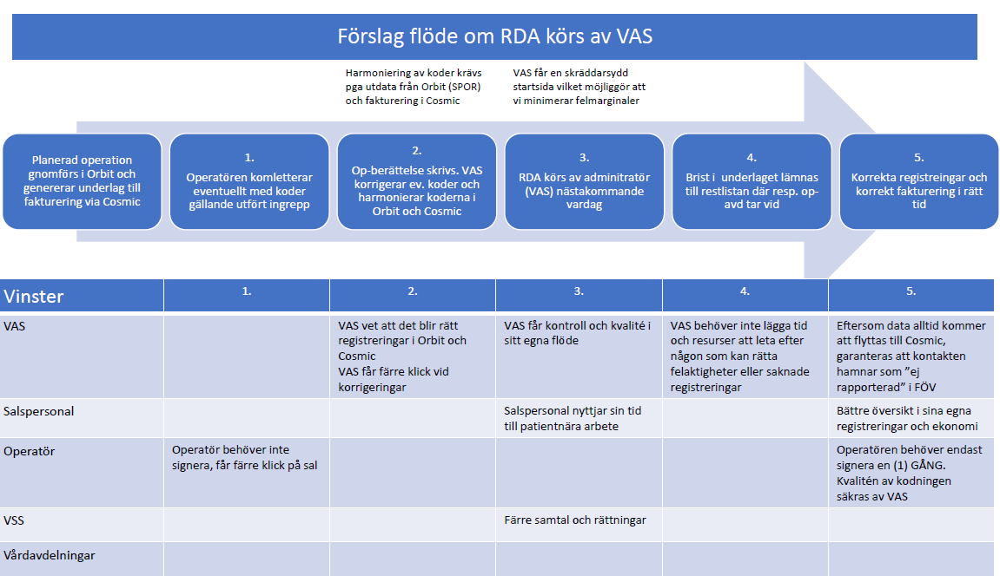 Förslag flöde om RDA körs av VAS
Harmoniering av koder krävs
pga utdata från Orbit (SPOR)
och fakturering i Cosmic
VAS får en skräddarsydd
startsida vilket möjliggör att
vi minimerar felmarginaler
Planerad operation
gnomförs i Orbit och
genererar underlag till
fakturering via Cosmic
1.
Operatören komletterar
eventuellt med koder
gällande utfört ingrepp
2.
Op-berättelse skrivs. VAS
korrigerar ev. koder och
harmonierar koderna i
Orbit och Cosmic
3.
RDA körs av adminitratör
(VAS) nästakommande
vardag
4.
Brist i  underlaget lämnas
till restlistan där resp. op-
avd tar vid
5.
Korrekta registreingar och
korrekt fakturering i rätt
tid
Vinster
1.
2.
3.
4.
5.
VAS
VAS vet att det blir rätt
registreringar i Orbit och
Cosmic
VAS får färre klick vid
korrigeringar
VAS får kontroll och kvalité i
sitt egna flöde
VAS behöver inte lägga tid
och resurser att leta efter
någon som kan rätta
felaktigheter eller saknade
registreringar
Eftersom data alltid kommer
att flyttas till Cosmic,
garanteras att kontakten
hamnar som ”ej
rapporterad” i FÖV
Salspersonal
Salspersonal nyttjar sin tid
till patientnära arbete
Bättre översikt i sina egna
registreringar och ekonomi
Operatör
Operatör behöver inte
signera, får färre klick på sal
Operatören behöver endast
signera en (1) GÅNG.
Kvalitén av kodningen
säkras av VAS
VSS
Färre samtal och rättningar
Vårdavdelningar